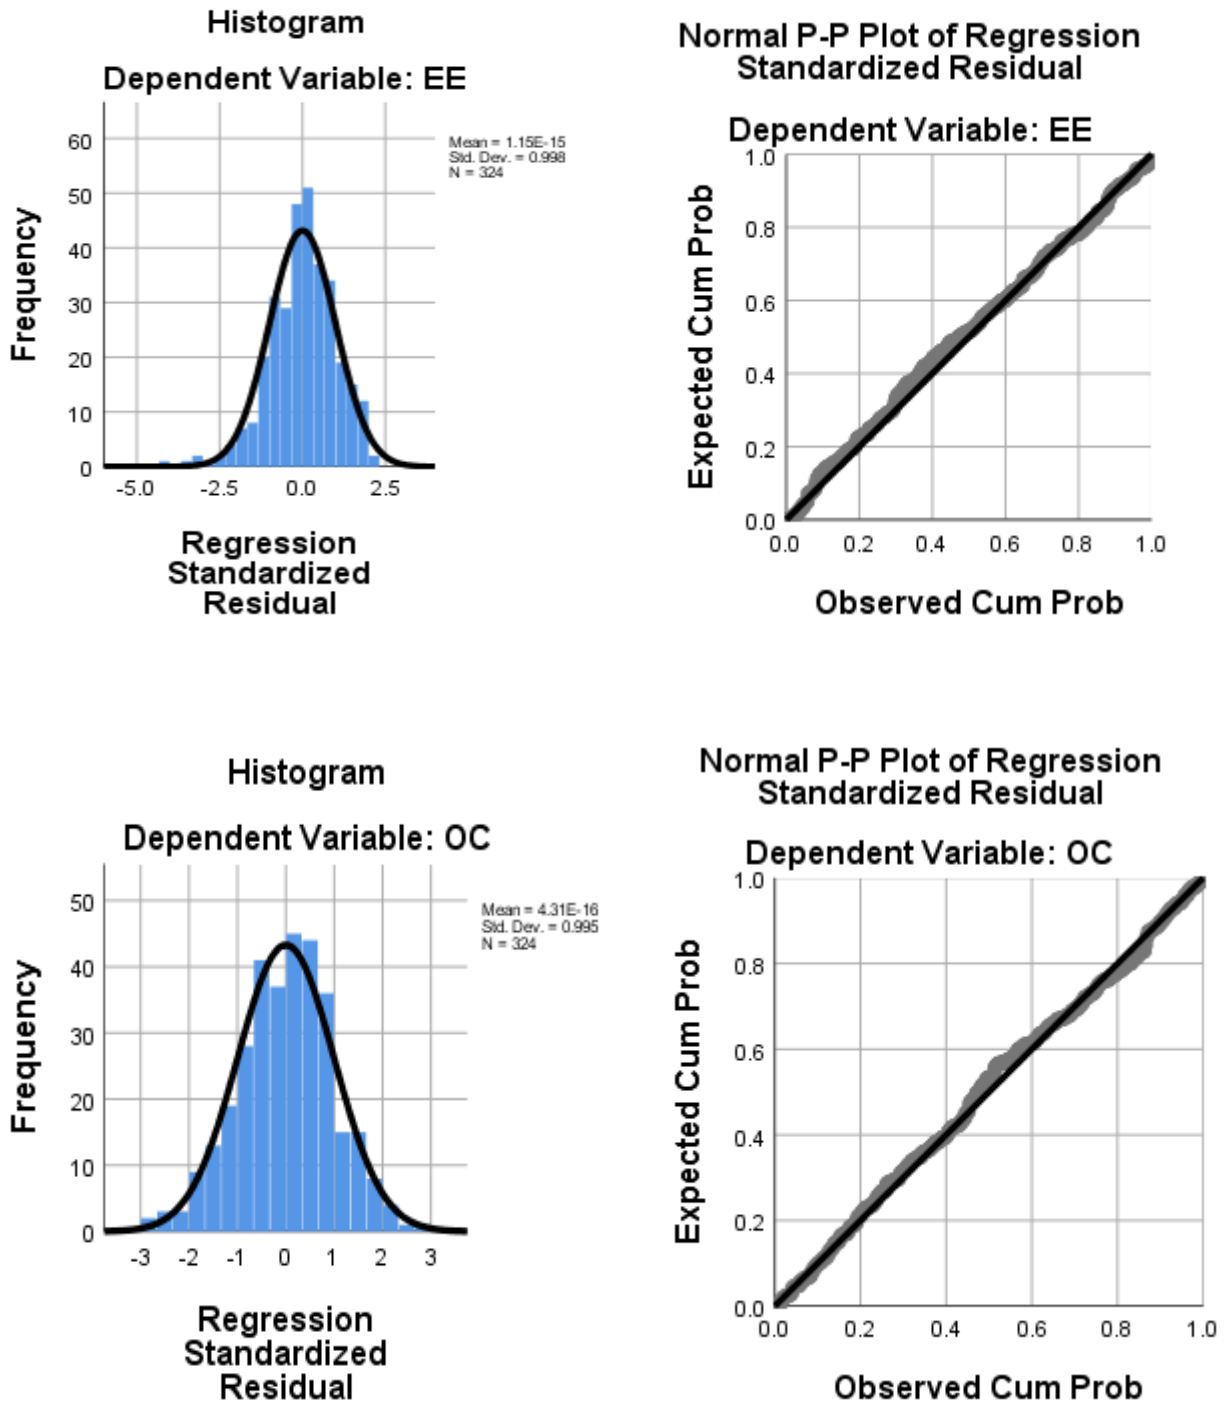 Histogram
Dependent Variable: EE
Mean = 1.15E-15
Std. Dev. = 0.998
N = 324
Frequency
60
50
40
30
20
10
0
-5.0 -2.5 0.0 2.5
Regression
Standardized
Residual
Normal P-P Plot of Regression
Standardized Residual
Dependent Variable: EE
Expected Cum Prob
1.0
0.8
0.6
0.4
0.2
0.0
0.0 0.2 0.4 0.6 0.8 1.0
Observed Cum Prob
Histogram
Dependent Variable: OC
Mean = 4.31E-16
Std. Dev. = 0.995
N = 324
Frequency
50
40
30
20
10
0
-3 -2 -1 0 1 2 3
Regression
Standardized
Residual
Normal P-P Plot of Regression
Standardized Residual
Dependent Variable: OC
Expected Cum Prob
1.0
0.8
0.6
0.4
0.2
0.0
0.0 0.2 0.4 0.6 0.8 1.0
Observed Cum Prob